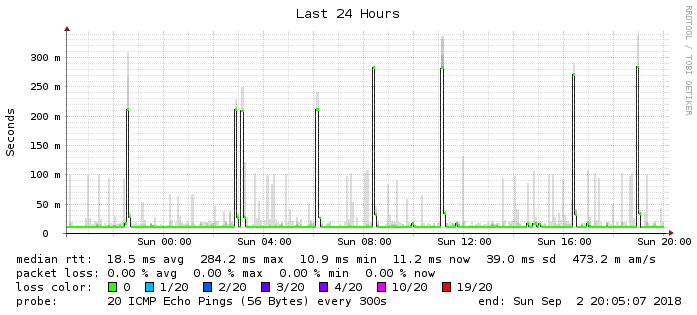 Last 24 Hours
RRDTOOL / TOBI OETIKER
Seconds
300 m
250 m
200 m
150 m
100 m
50 m
0
Sun 00:00 Sun 04:00 Sun 08:00 Sun 12:00 Sun 16:00 Sun 20:00
median rtt: 18.5 ms avg 284.2 ms max 10.9 ms min 11.2 ms now 39.0 ms sd 473.2 m am/s
packet loss: 0.00 % avg 0.00 % max 0.00 % min 0.00 % now
loss color: 0 1/20 2/20 3/20 4/20 10/20 19/20
probe: 20 ICMP Echo Pings (56 Bytes) every 300s end: Sun Sep 2 20:05:07 2018